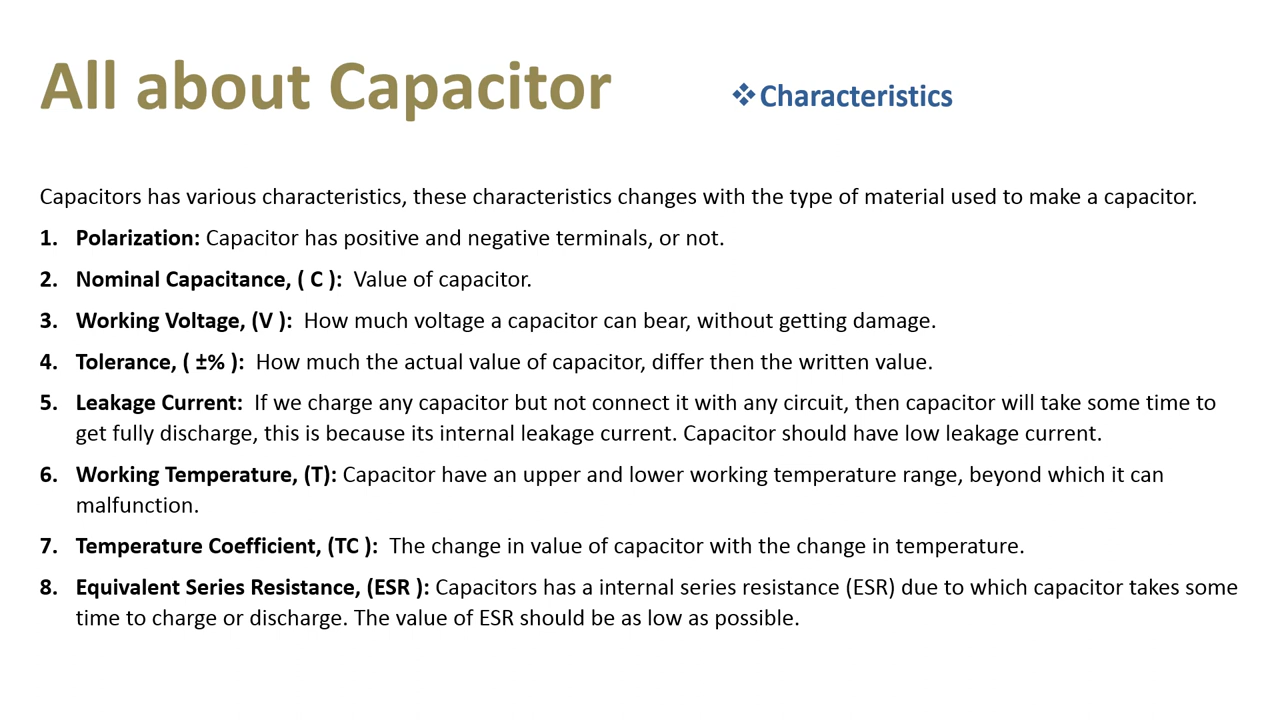 All about Capacitor
❖Characteristics
Capacitors has various characteristics, these characteristics changes with the type of material used to make a capacitor.
1. Polarization: Capacitor has positive and negative terminals, or not.
2. Nominal Capacitance, ( C ):  Value of capacitor.
3. Working Voltage, (V ):  How much voltage a capacitor can bear, without getting damage.
4. Tolerance, ( ±% ):  How much the actual value of capacitor, differ then the written value.
5. Leakage Current:  If we charge any capacitor but not connect it with any circuit, then capacitor will take some time to
get fully discharge, this is because its internal leakage current. Capacitor should have low leakage current.
6. Working Temperature, (T): Capacitor have an upper and lower working temperature range, beyond which it can
malfunction.
7. Temperature Coefficient, (TC ):  The change in value of capacitor with the change in temperature.
8. Equivalent Series Resistance, (ESR ): Capacitors has a internal series resistance (ESR) due to which capacitor takes some
time to charge or discharge. The value of ESR should be as low as possible.